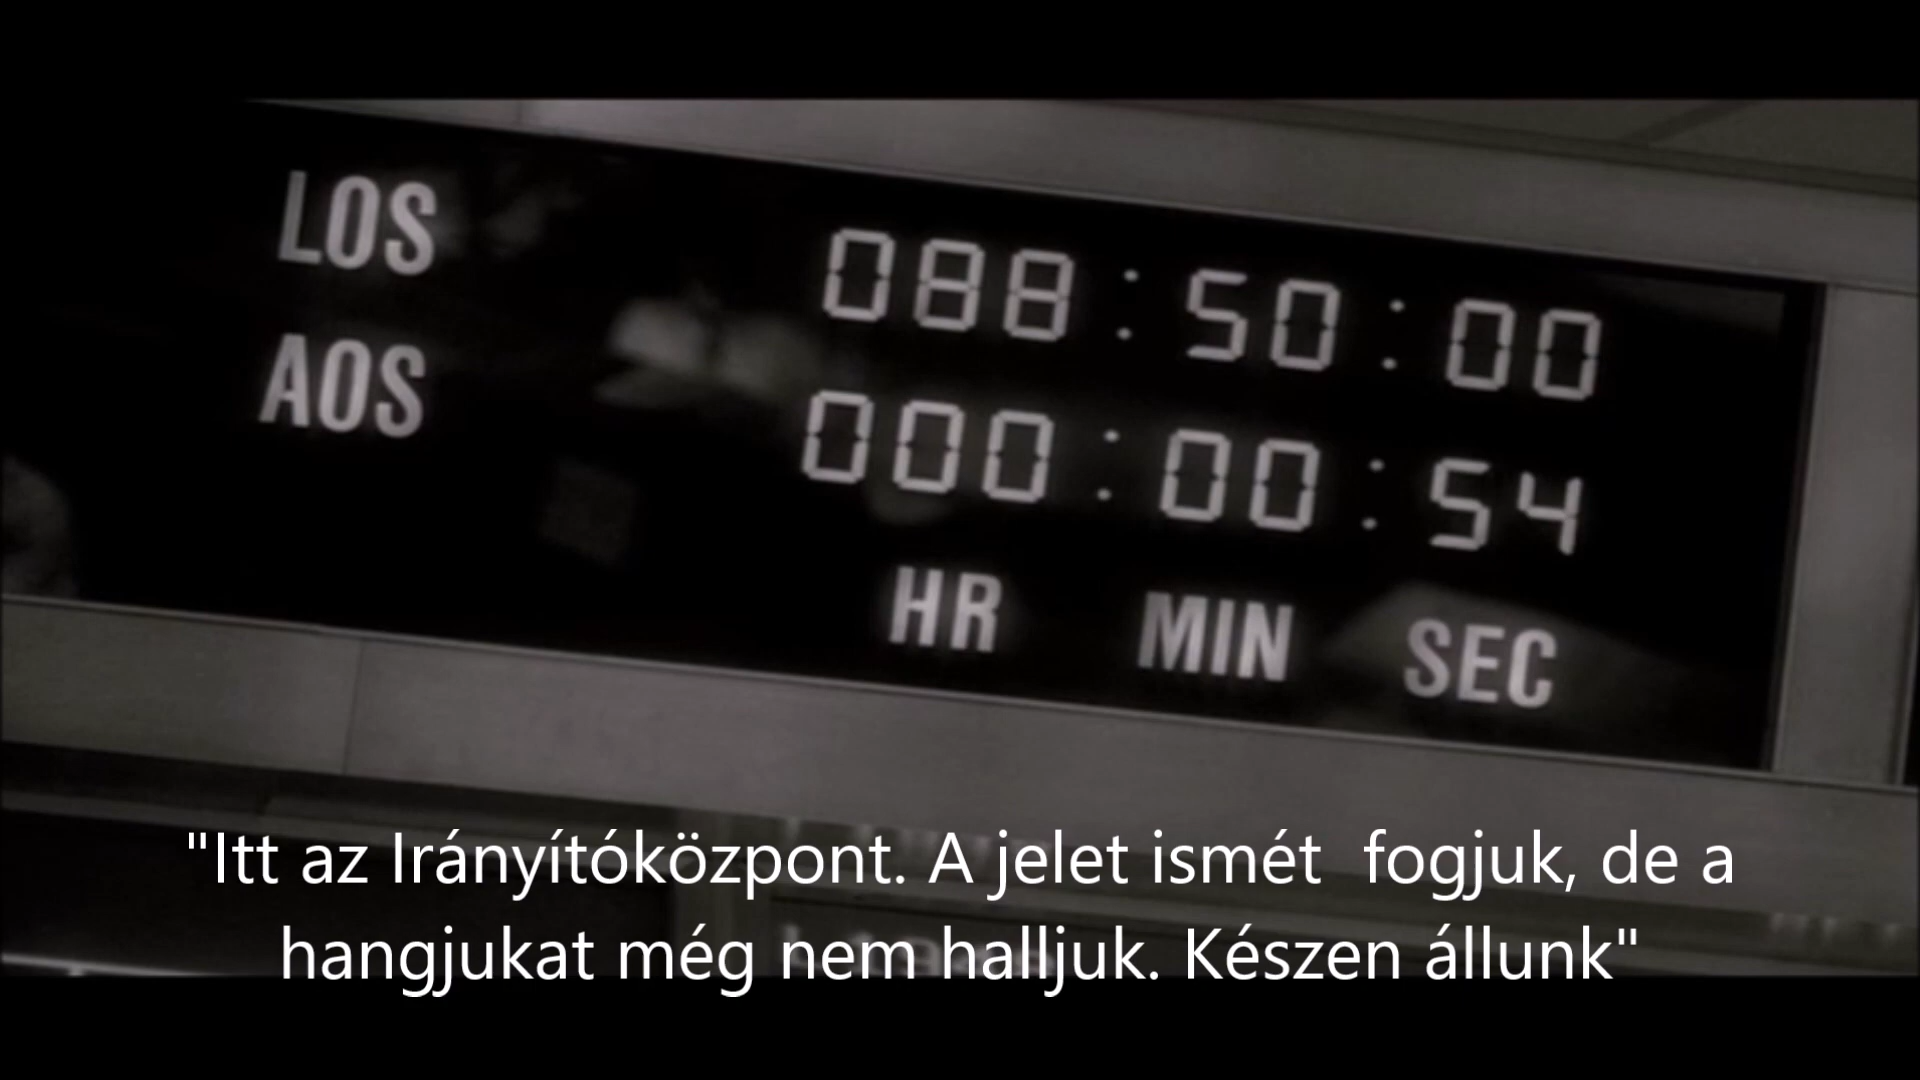 LOS 088:50:00
AOS 000:00:54
HR MIN SEC
"Itt az Irányítóközpont. A jelet ismét  fogjuk, de a
hangjukat még nem halljuk. Készen állunk"